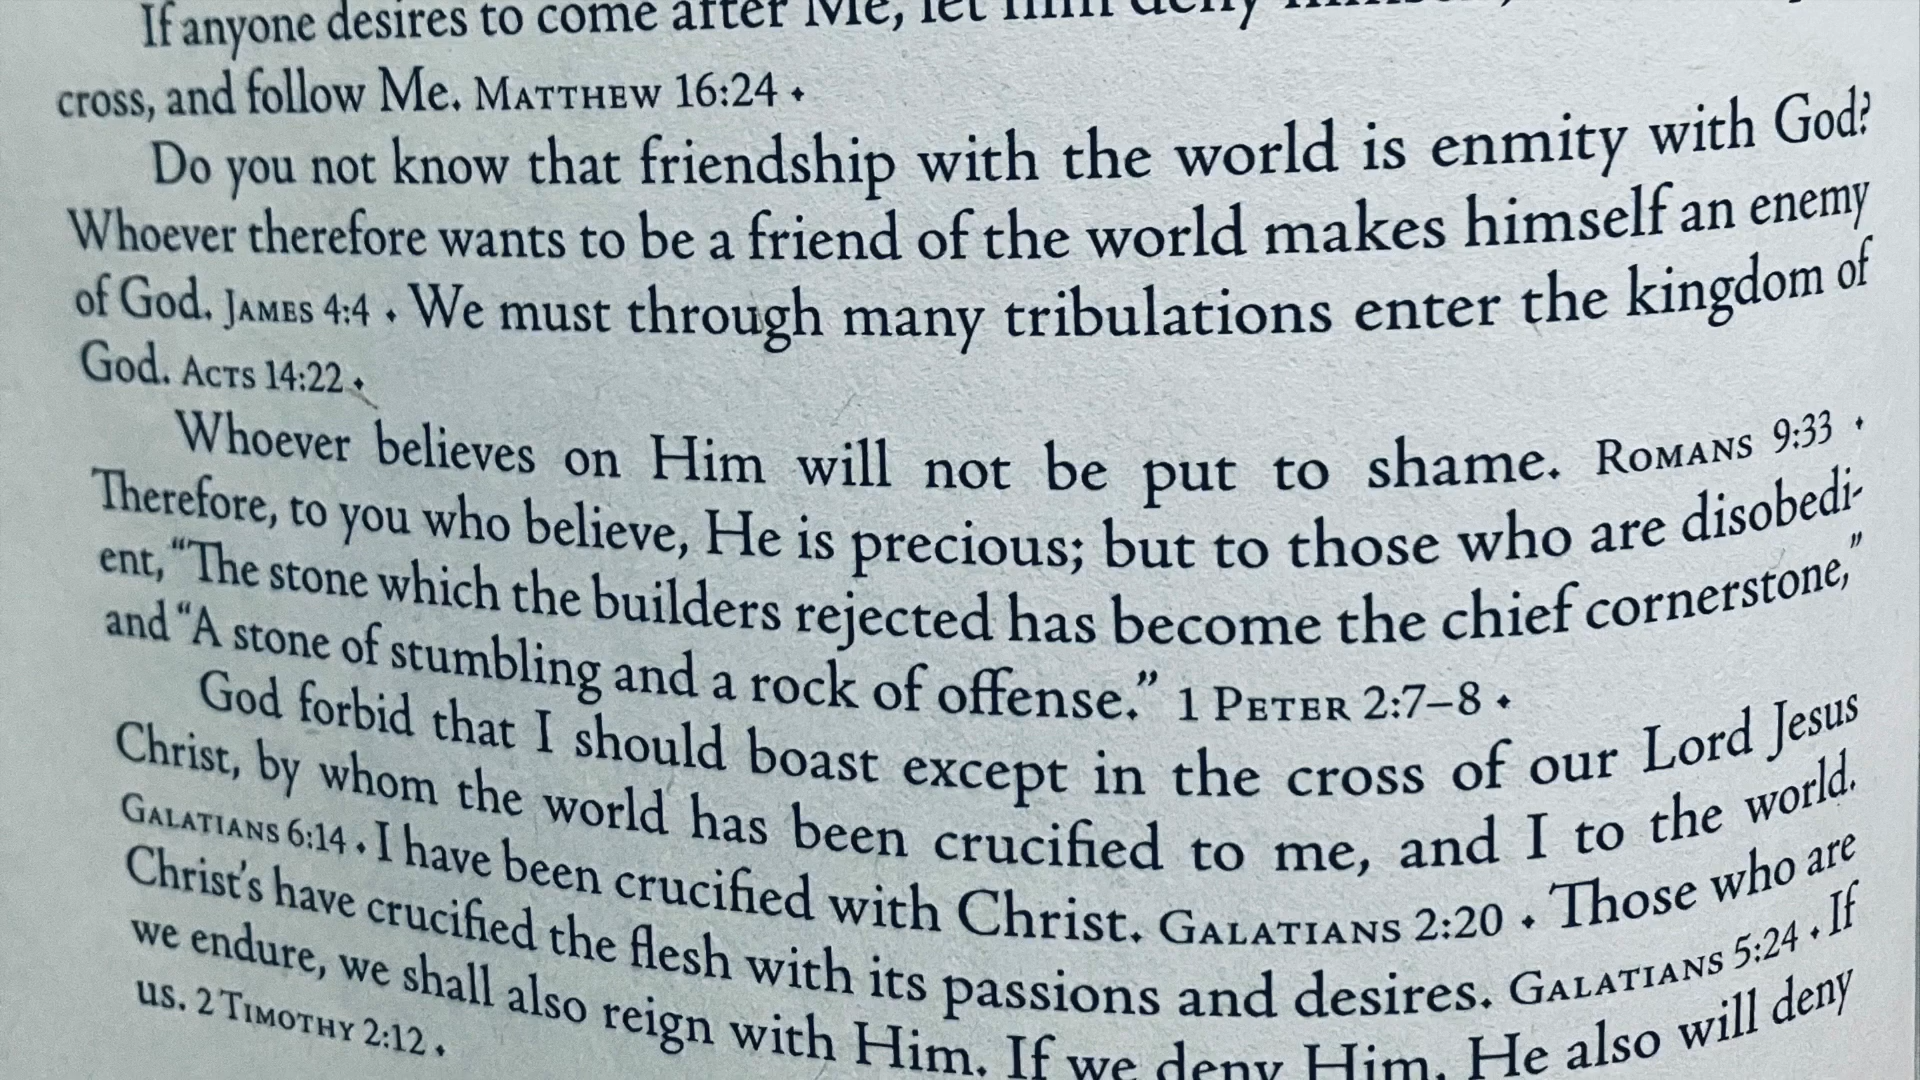 If anyone desires to come after Me, let him deny himself,
cross, and follow Me. MATTHEW 16:24 ⬩
Do you not know that friendship with the world is enmity with God?
Whoever therefore wants to be a friend of the world makes himself an enemy
of God. JAMES 4:4 ⬩ We must through many tribulations enter the kingdom of
God. ACTS 14:22 ⬩
Whoever believes on Him will not be put to shame. ROMANS 9:33 ⬩
Therefore, to you who believe, He is precious; but to those who are disobedi-
ent, “The stone which the builders rejected has become the chief cornerstone,”
and “A stone of stumbling and a rock of offense.” 1 PETER 2:7–8 ⬩
God forbid that I should boast except in the cross of our Lord Jesus
Christ, by whom the world has been crucified to me, and I to the world.
GALATIANS 6:14 ⬩ I have been crucified with Christ. GALATIANS 2:20 ⬩ Those who are
Christ’s have crucified the flesh with its passions and desires. GALATIANS 5:24 ⬩ If
we endure, we shall also reign with Him. If we deny Him, He also will deny
us. 2 TIMOTHY 2:12 ⬩